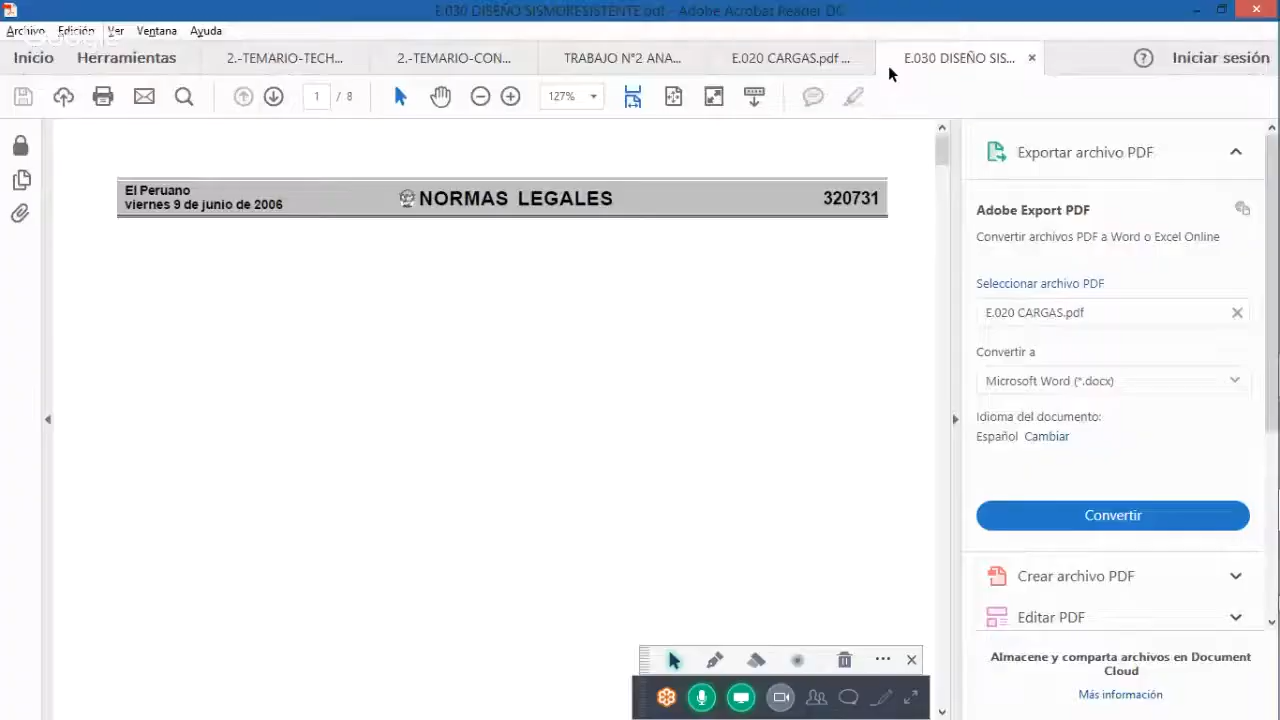 E.030 DISEÑO SISMORESISTENTE.pdf - Adobe Acrobat Reader DC
Archivo Edición Ver Ventana Ayuda
Google
Inicio Herramientas 2.-TEMARIO-TECH... 2.-TEMARIO-CON... TRABAJO N°2 ANA... E.020 CARGAS.pdf ... E.030 DISEÑO SIS... × Iniciar sesión
1 / 8 127%
El Peruano
viernes 9 de junio de 2006
NORMAS LEGALES
320731
Exportar archivo PDF
Adobe Export PDF
Convertir archivos PDF a Word o Excel Online
Seleccionar archivo PDF
E.020 CARGAS.pdf
Convertir a
Microsoft Word (*.docx)
Idioma del documento:
Español Cambiar
Convertir
Crear archivo PDF
Editar PDF
Almacene y comparta archivos en Document
Cloud
Más información